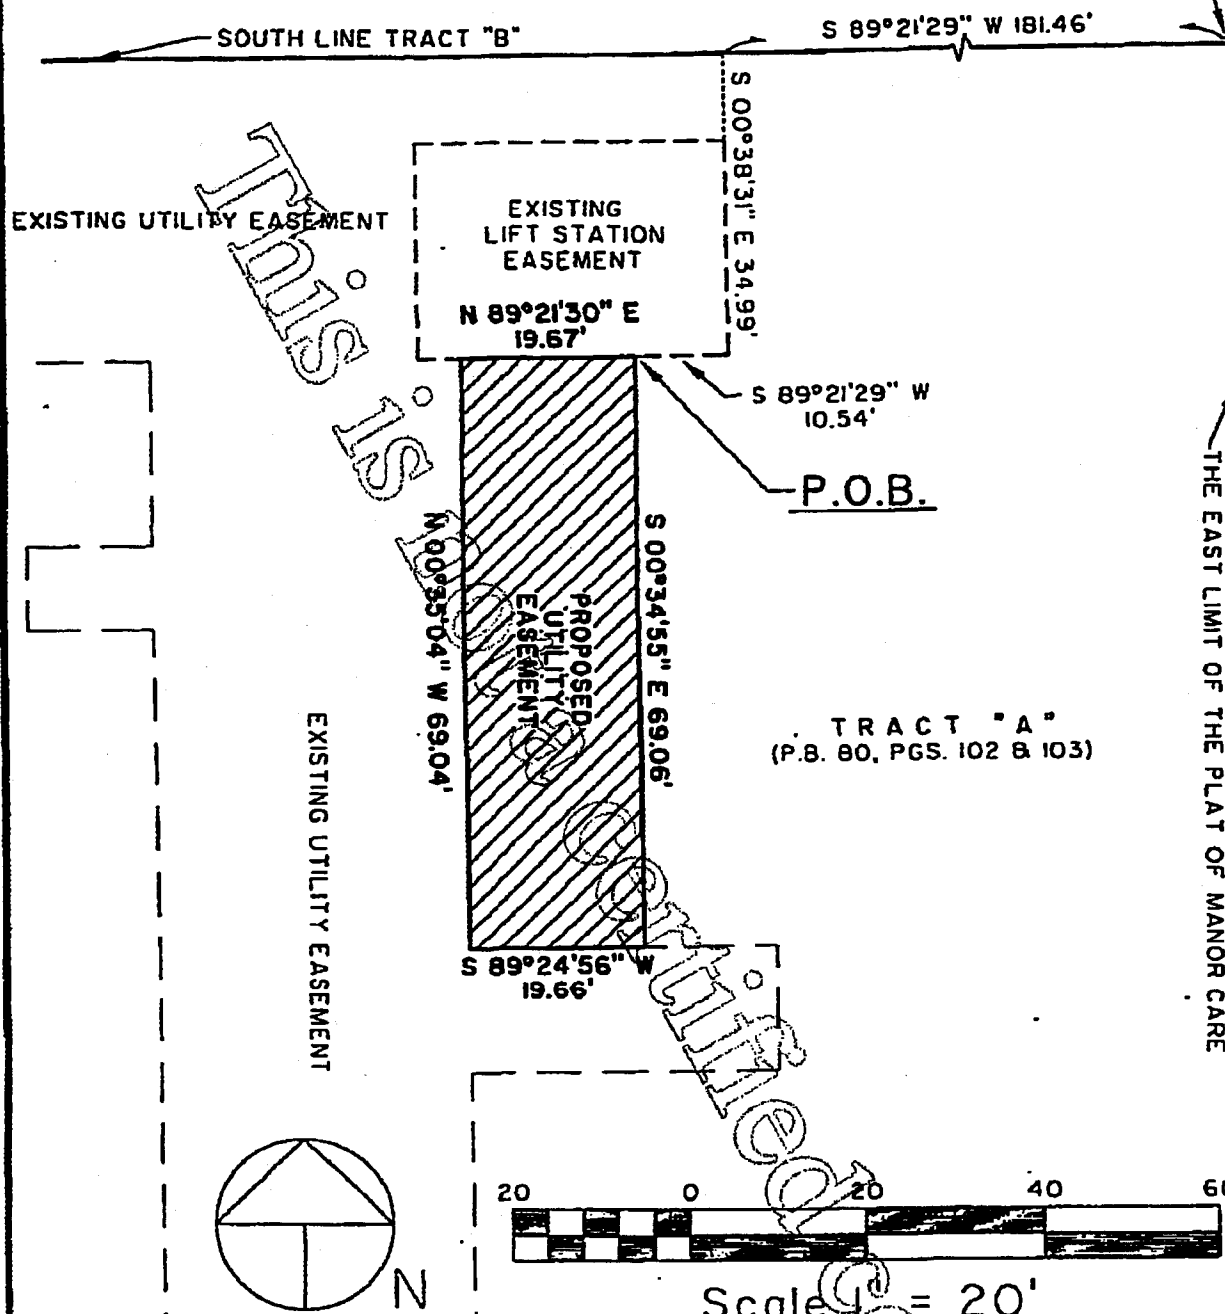 SOUTH LINE TRACT "B"
S 89°21'29" W 181.46'
S 00°38'31" E 34.99'
EXISTING UTILITY EASEMENT
EXISTING
LIFT STATION
EASEMENT
N 89°21'30" E
19.67'
S 89°21'29" W
10.54'
P.O.B.
THE EAST LIMIT OF THE PLAT OF MANOR CARE
N 00°35'04" W 69.04'
PROPOSED
UTILITY
EASEMENT
S 00°34'55" E 69.06'
TRACT "A"
(P.B. 80, PGS. 102 & 103)
EXISTING UTILITY EASEMENT
S 89°24'56" W
19.66'
This is not a certified
N
20 0 20 40 60
Scale 1" = 20'